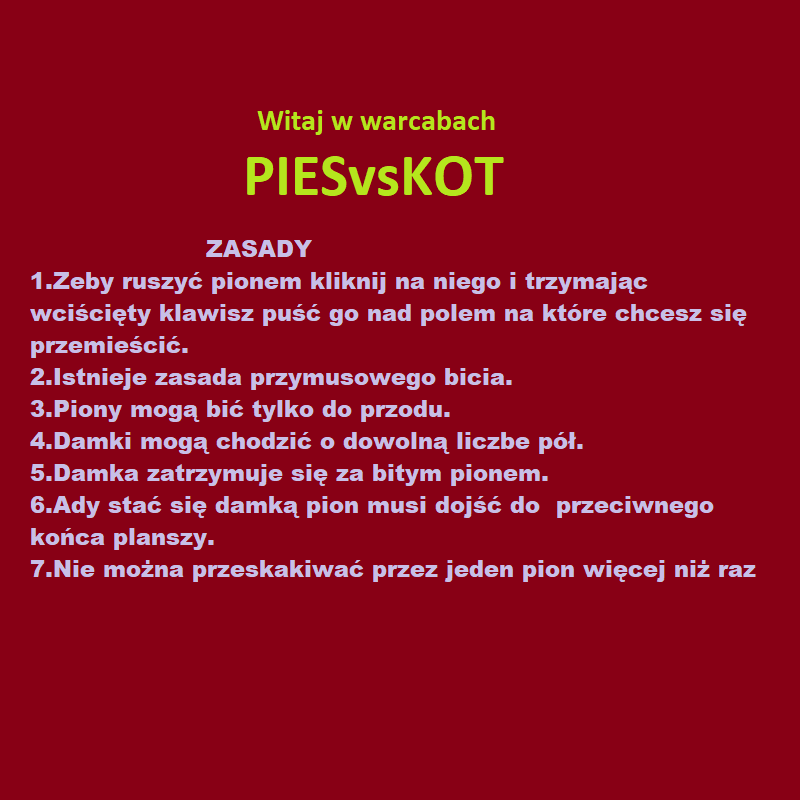 Witaj w warcabach
PIESvsKOT
ZASADY
1.Zeby ruszyć pionem kliknij na niego i trzymając
wciścięty klawisz puść go nad polem na które chcesz się
przemieścić.
2.Istnieje zasada przymusowego bicia.
3.Piony mogą bić tylko do przodu.
4.Damki mogą chodzić o dowolną liczbe pół.
5.Damka zatrzymuje się za bitym pionem.
6.Ady stać się damką pion musi dojść do  przeciwnego
końca planszy.
7.Nie można przeskakiwać przez jeden pion więcej niż raz